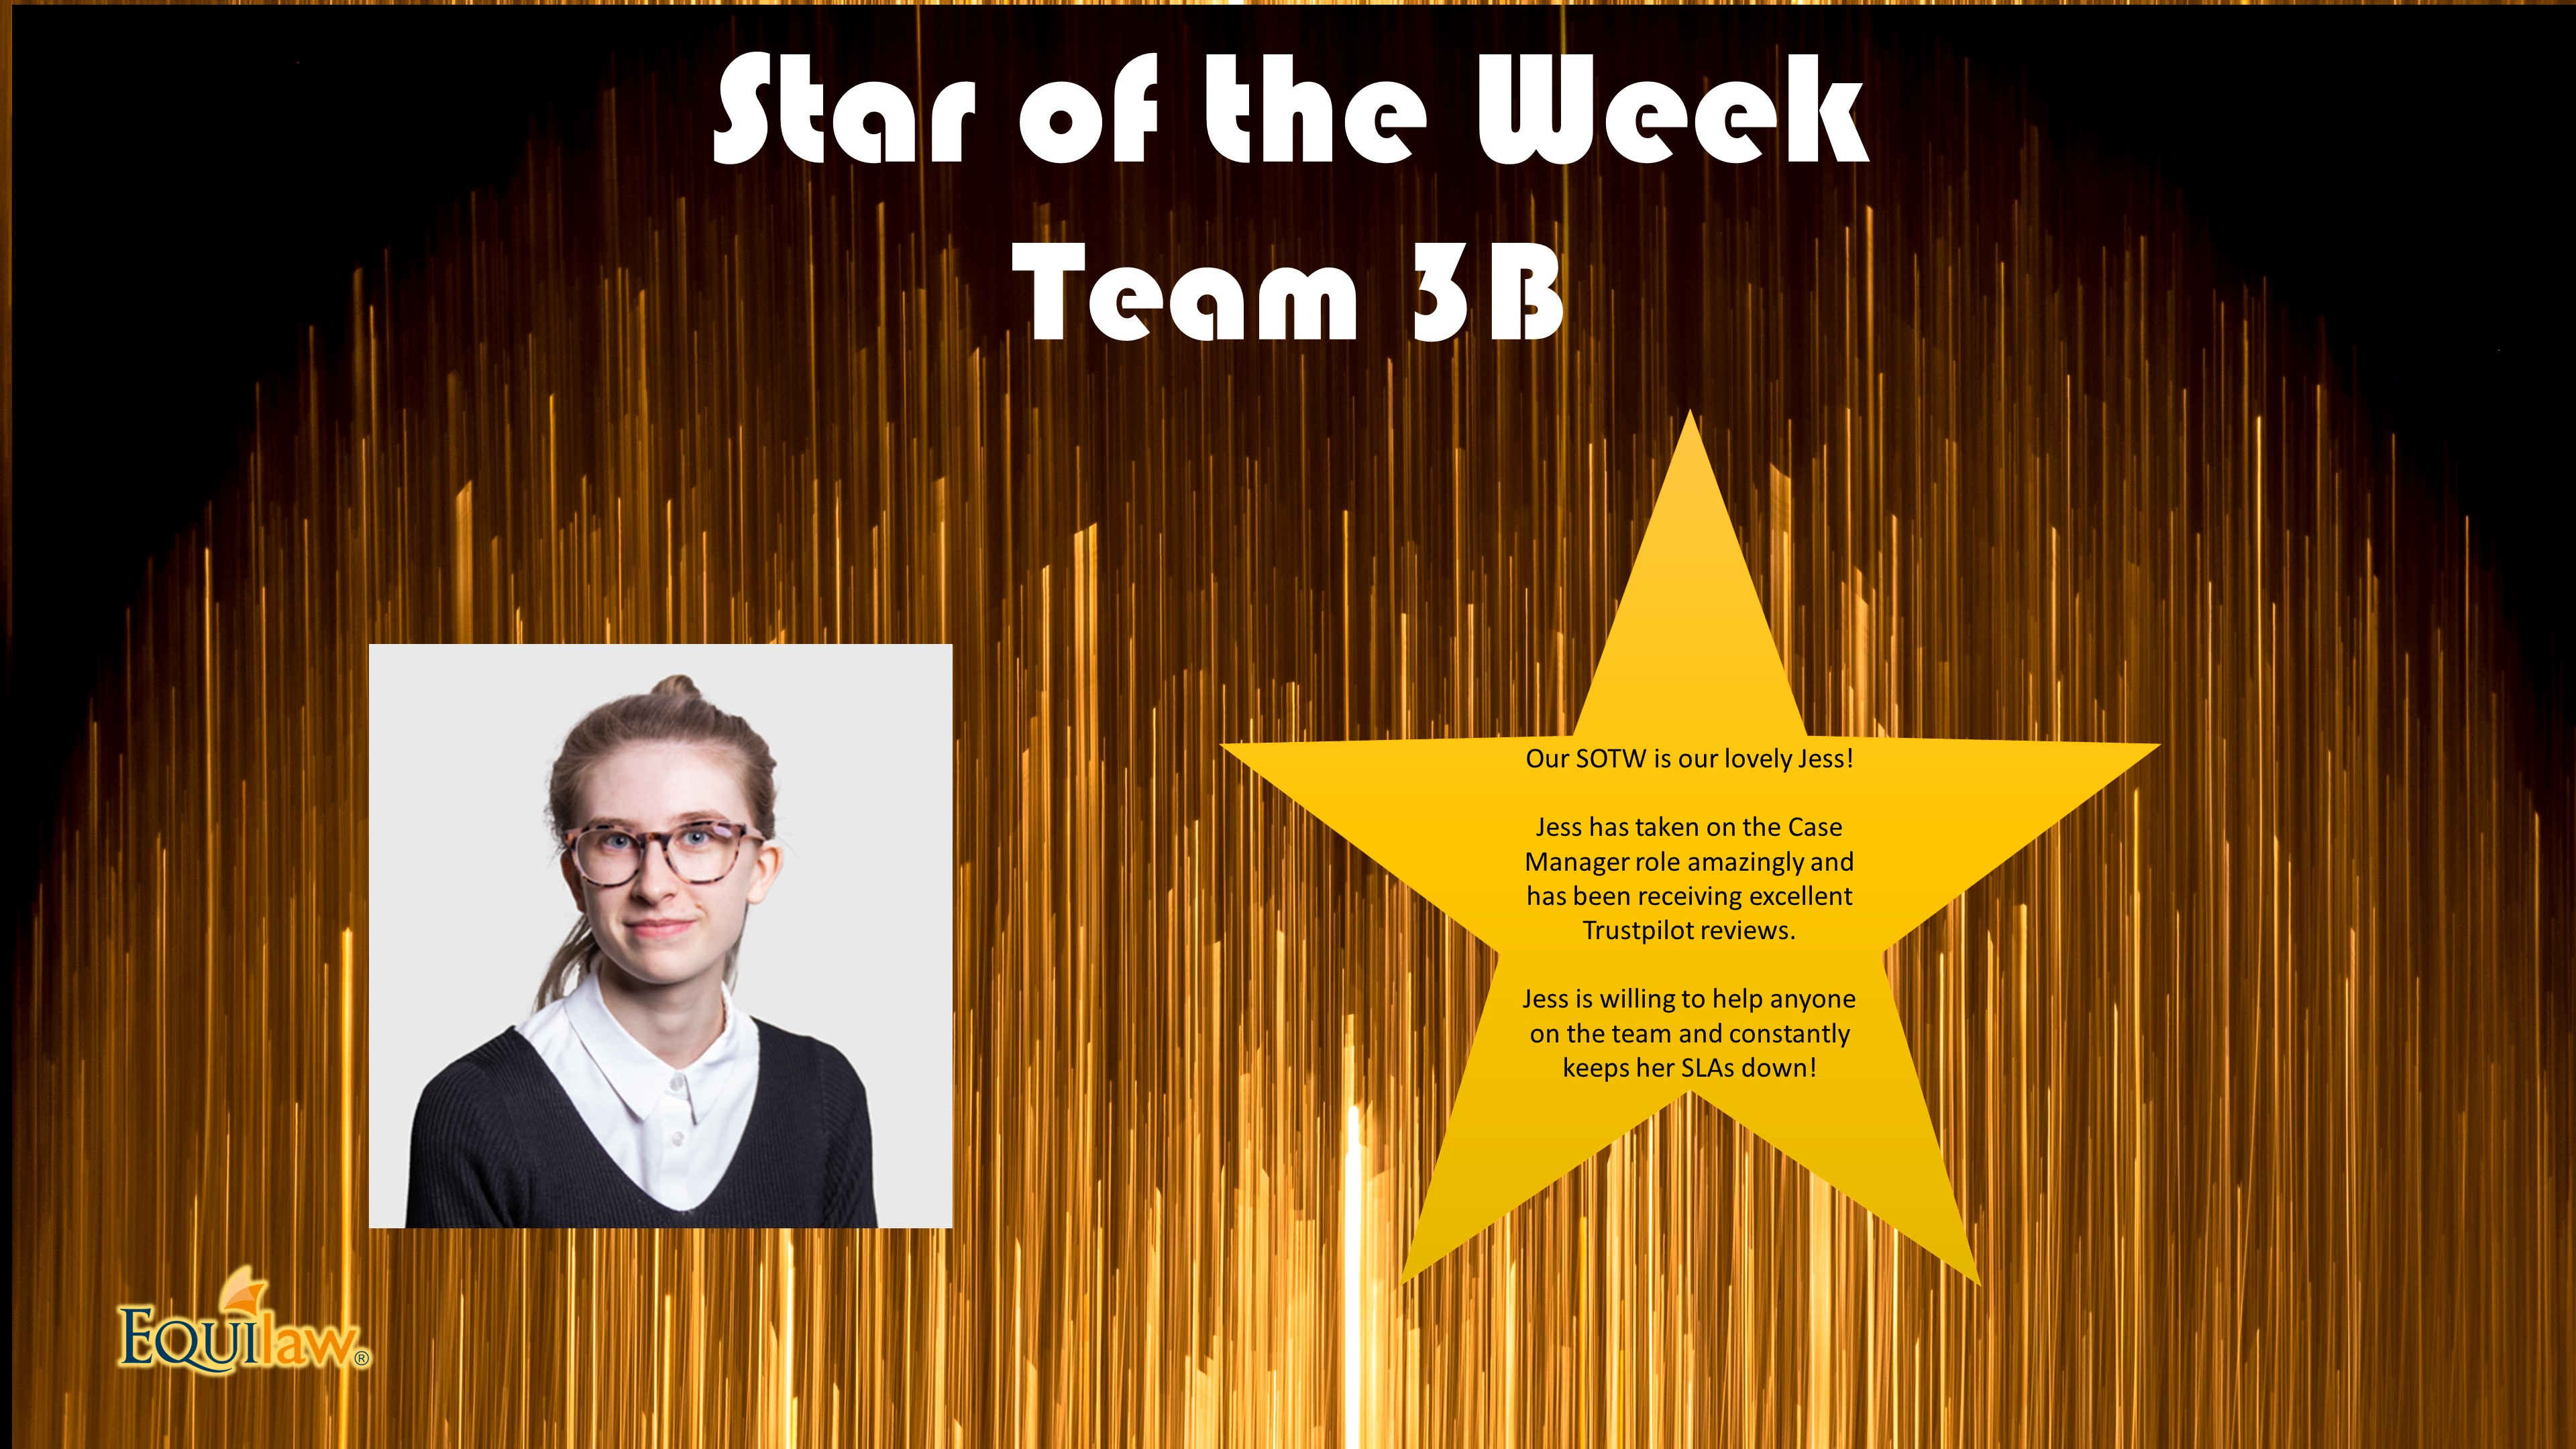 Star of the Week
Team 3B
Our SOTW is our lovely Jess!
Jess has taken on the Case
Manager role amazingly and
has been receiving excellent
Trustpilot reviews.
Jess is willing to help anyone
on the team and constantly
keeps her SLAs down!
EQUIlaw®